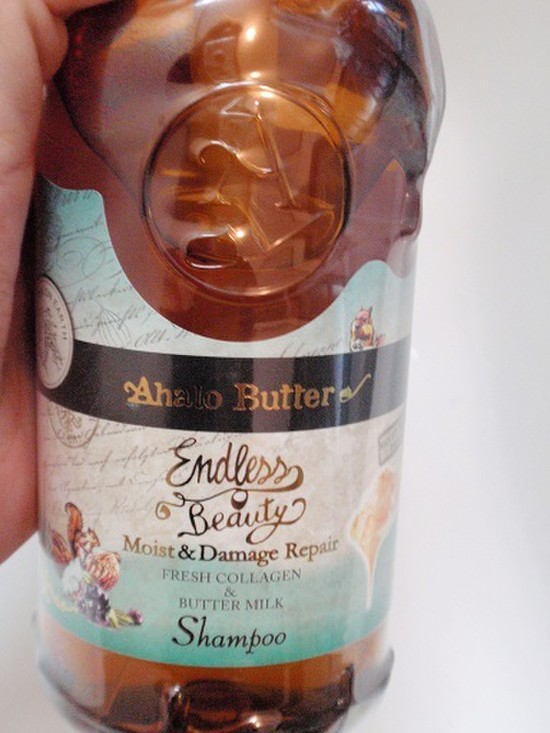 Ahalo Butter
Endless
Beauty
Moist & Damage Repair
FRESH COLLAGEN
&
BUTTER MILK
Shampoo